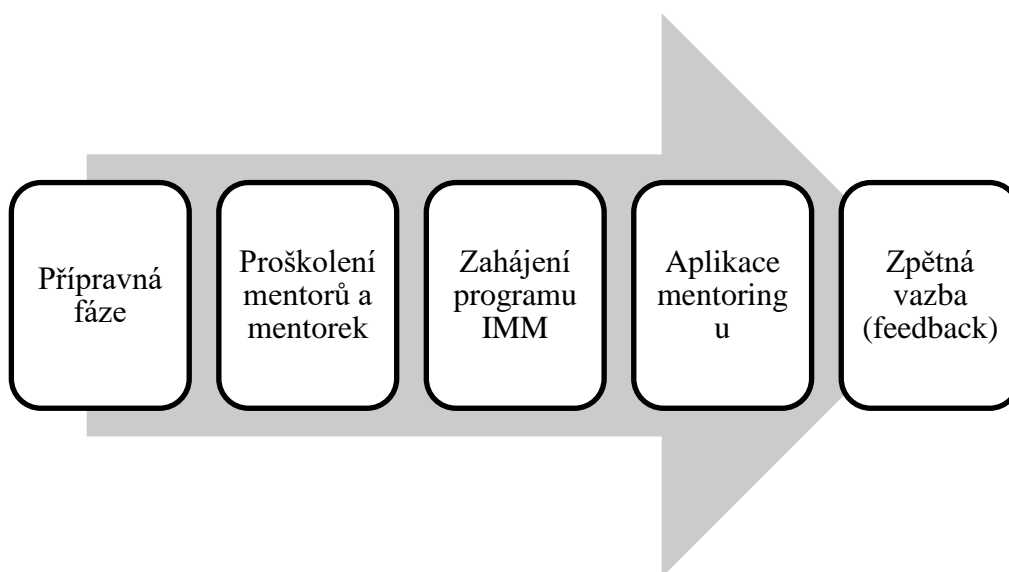 Přípravná
fáze
Proškolení
mentorů a
mentorek
Zahájení
programu
IMM
Aplikace
mentoring
u
Zpětná
vazba
(feedback)